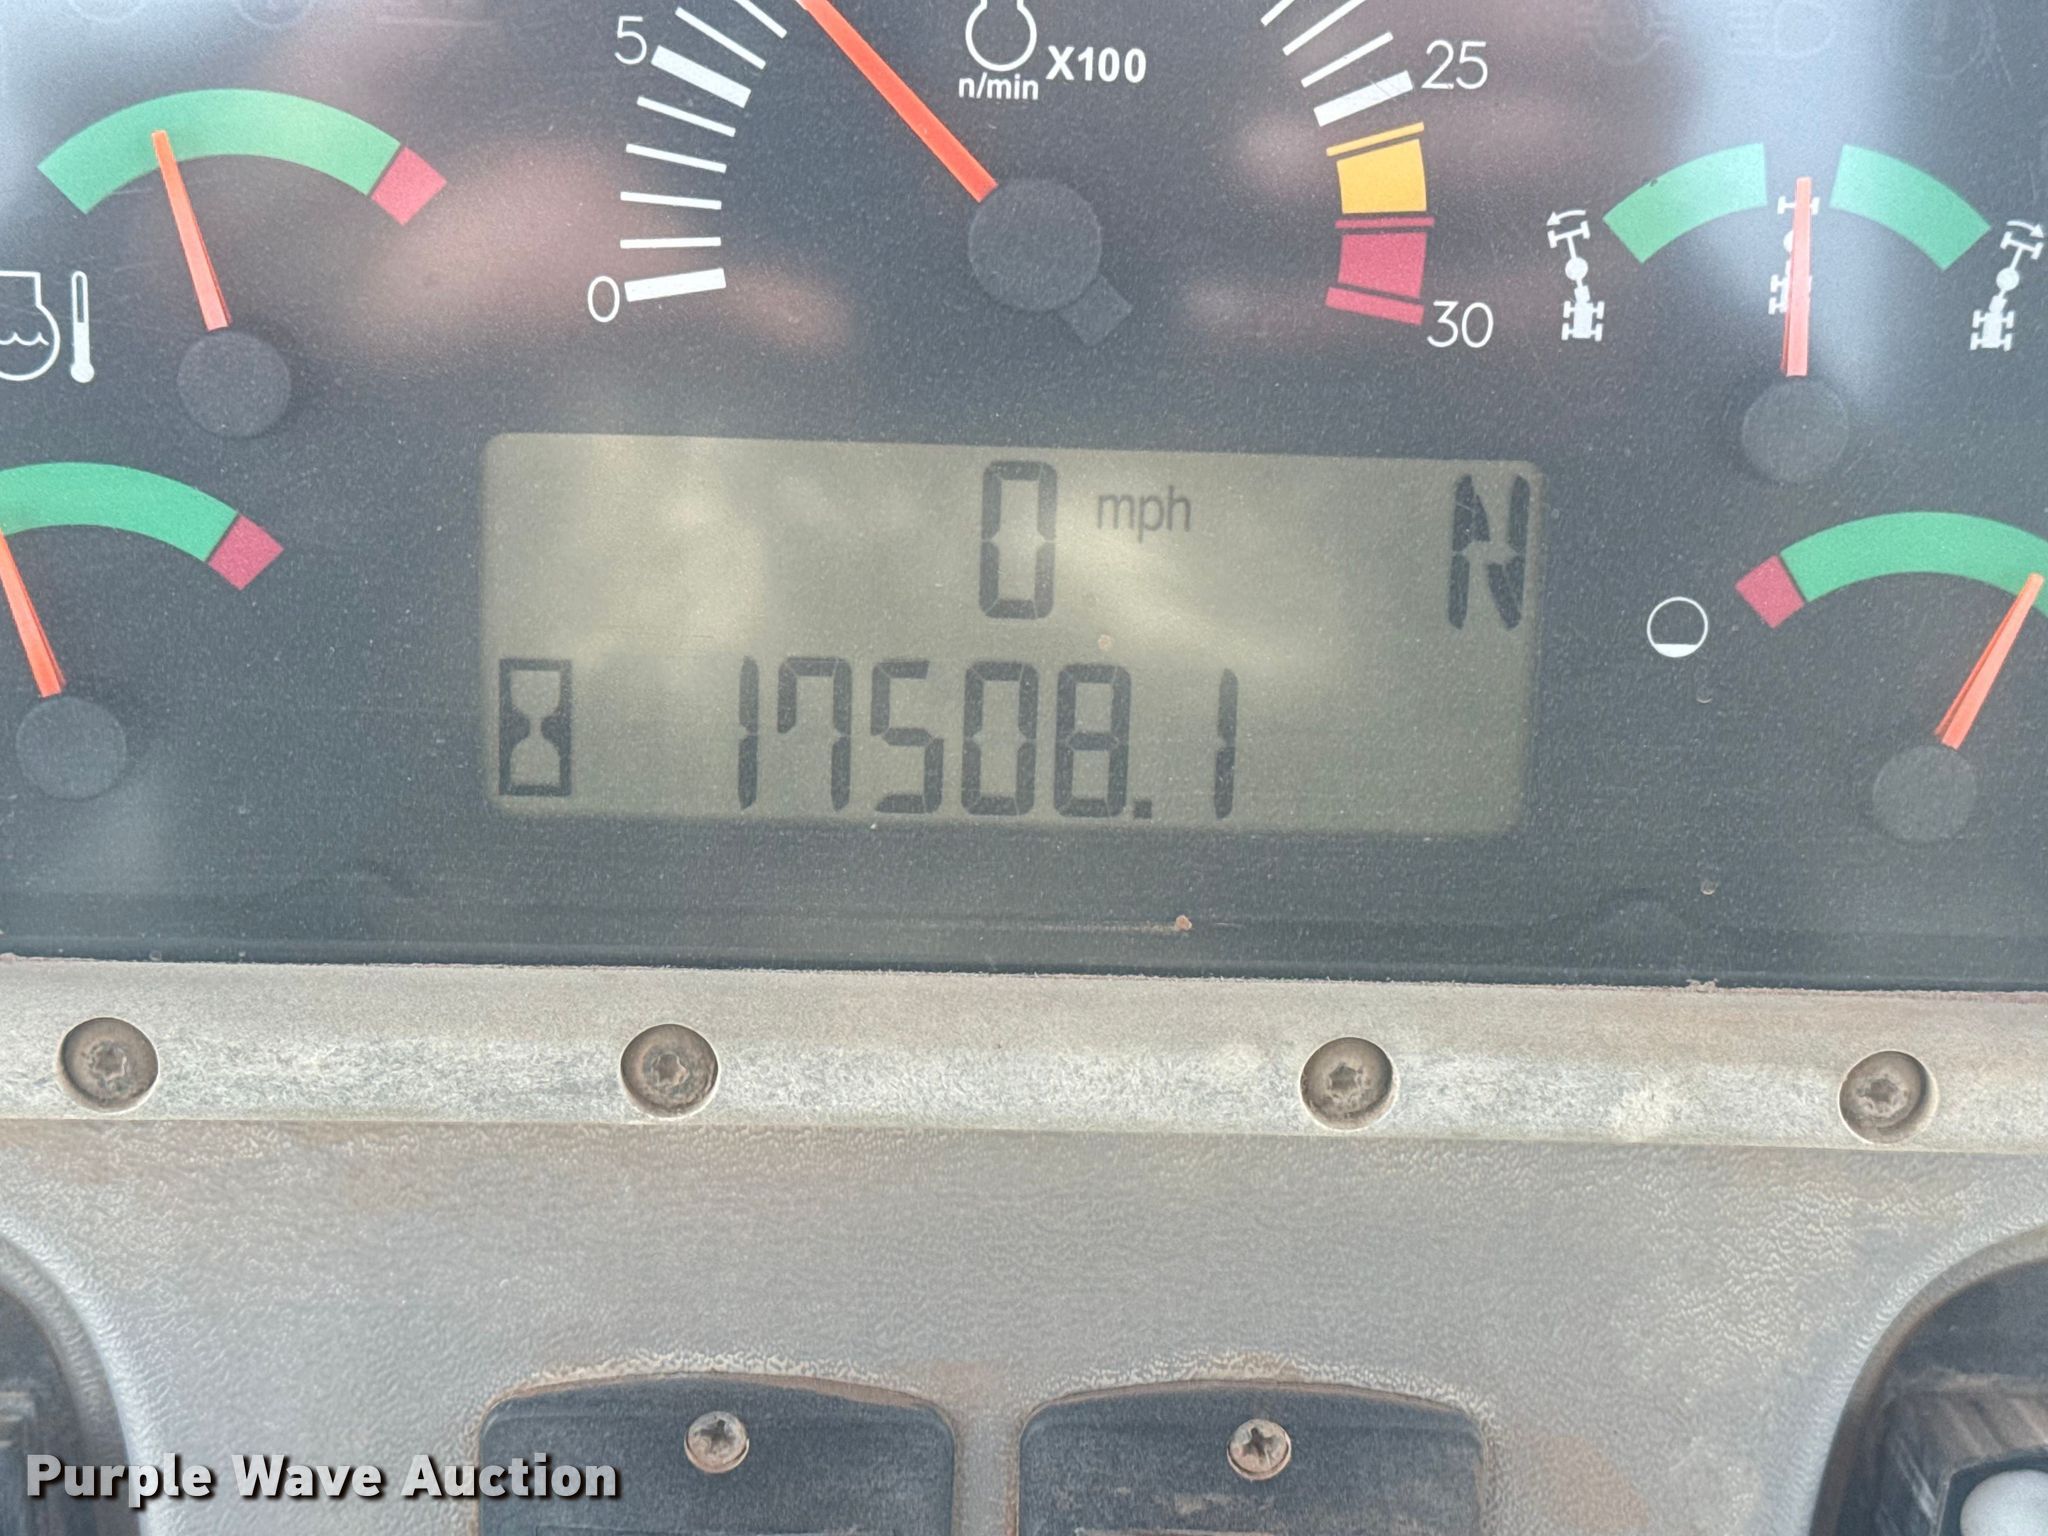 5
n/min X100
25
0
30
0 mph N
17508.1
Purple Wave Auction